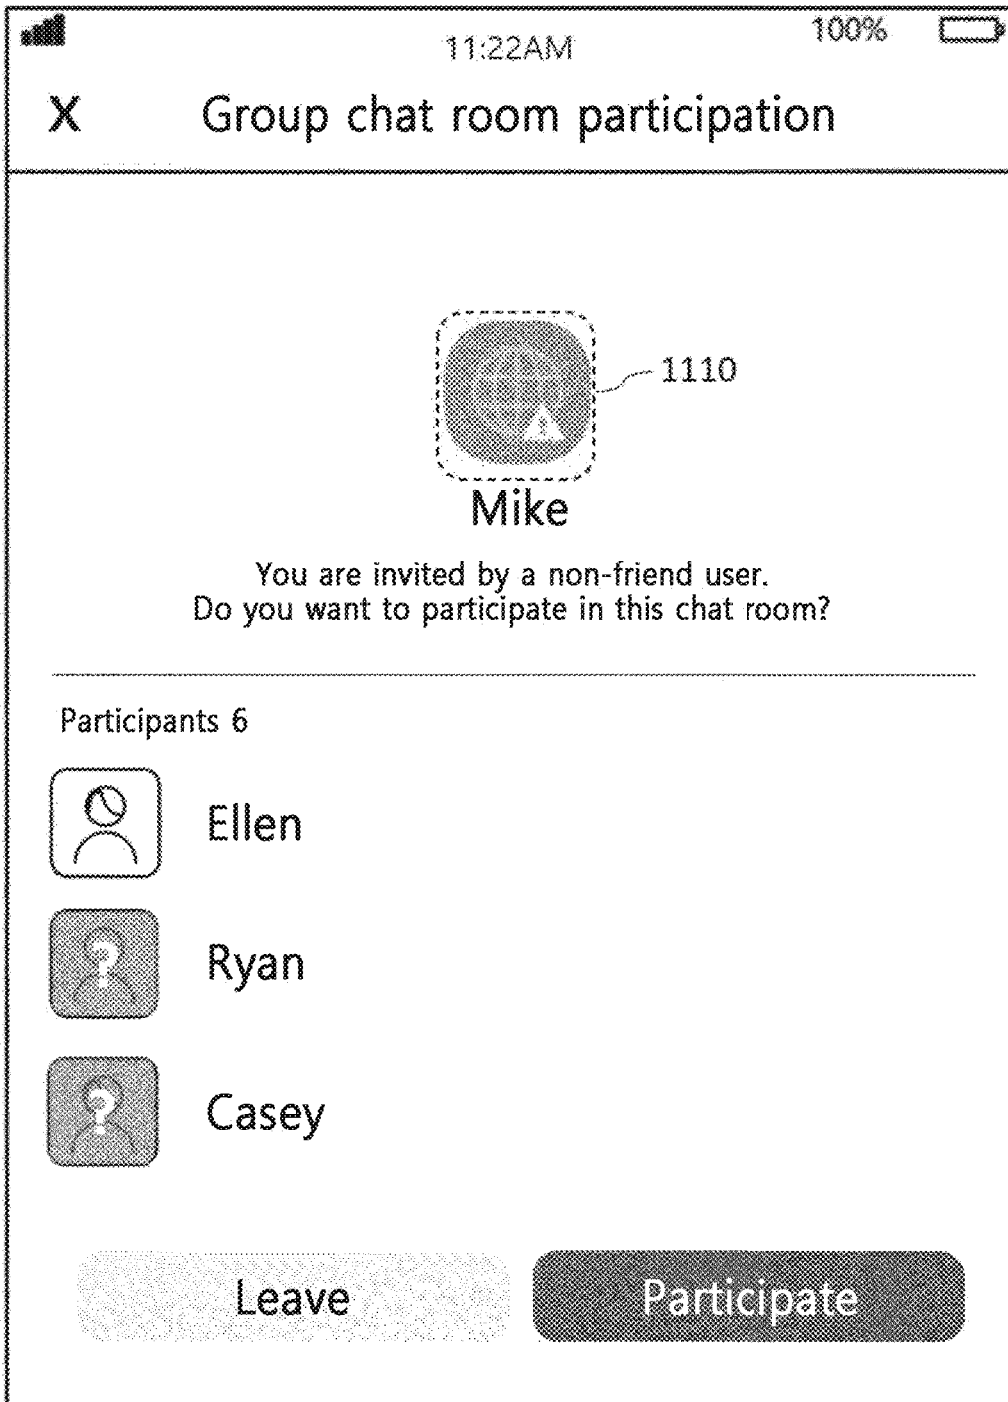 11:22AM
100%
X
Group chat room participation
1110
Mike
You are invited by a non-friend user.
Do you want to participate in this chat room?
Participants 6
Ellen
?
Ryan
?
Casey
Leave
Participate